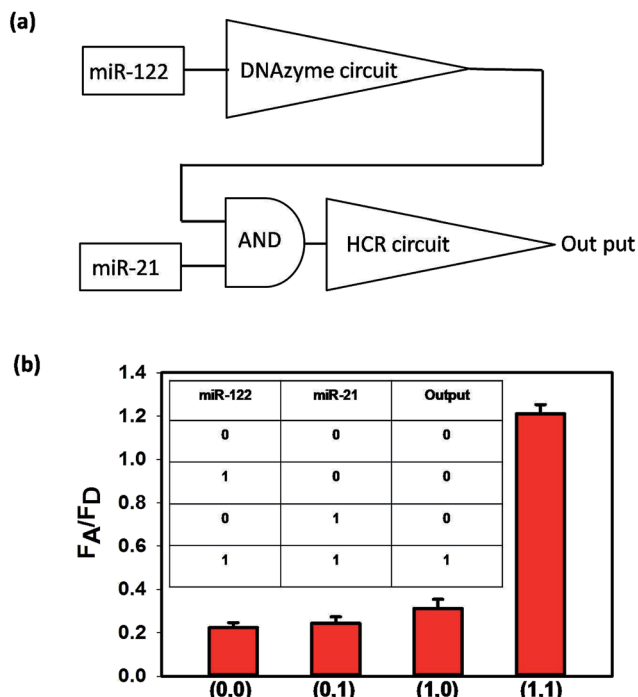 (a)
miR-122
DNAzyme circuit
AND
HCR circuit
Out put
miR-21
(b)
FA/FD
1.4
1.2
1.0
0.8
0.6
0.4
0.2
0.0
miR-122 miR-21 Output
0 0 0
1 0 0
0 1 0
1 1 1
(0.0) (0.1) (1.0) (1.1)